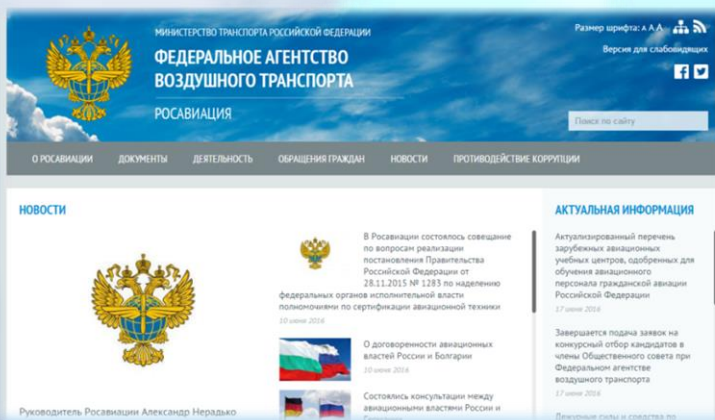 МИНИСТЕРСТВО ТРАНСПОРТА РОССИЙСКОЙ ФЕДЕРАЦИИ
ФЕДЕРАЛЬНОЕ АГЕНТСТВО
ВОЗДУШНОГО ТРАНСПОРТА
РОСАВИАЦИЯ
Размер шрифта: А А А
Версия для слабовидящих
Поиск по сайту
О РОСАВИАЦИИ ДОКУМЕНТЫ ДЕЯТЕЛЬНОСТЬ ОБРАЩЕНИЯ ГРАЖДАН НОВОСТИ ПРОТИВОДЕЙСТВИЕ КОРРУПЦИИ
НОВОСТИ
Руководитель Росавиации Александр Нерадько
В Росавиации состоялось совещание
по вопросам реализации
постановления Правительства
Российской Федерации от
28.11.2015 № 1283 по наделению
федеральных органов исполнительной власти
полномочиями по сертификации авиационной техники
10 июня 2016
О договоренности авиационных
властей России и Болгарии
10 июня 2016
Состоялись консультации между
авиационными властями России и
АКТУАЛЬНАЯ ИНФОРМАЦИЯ
Актуализированный перечень
зарубежных авиационных
учебных центров, одобренных для
обучения авиационного
персонала гражданской авиации
Российской Федерации
17 июня 2016
Завершается подача заявок на
конкурсный отбор кандидатов в
члены Общественного совета при
Федеральном агентстве
воздушного транспорта
17 июня 2016
Дежурные силы и средства по